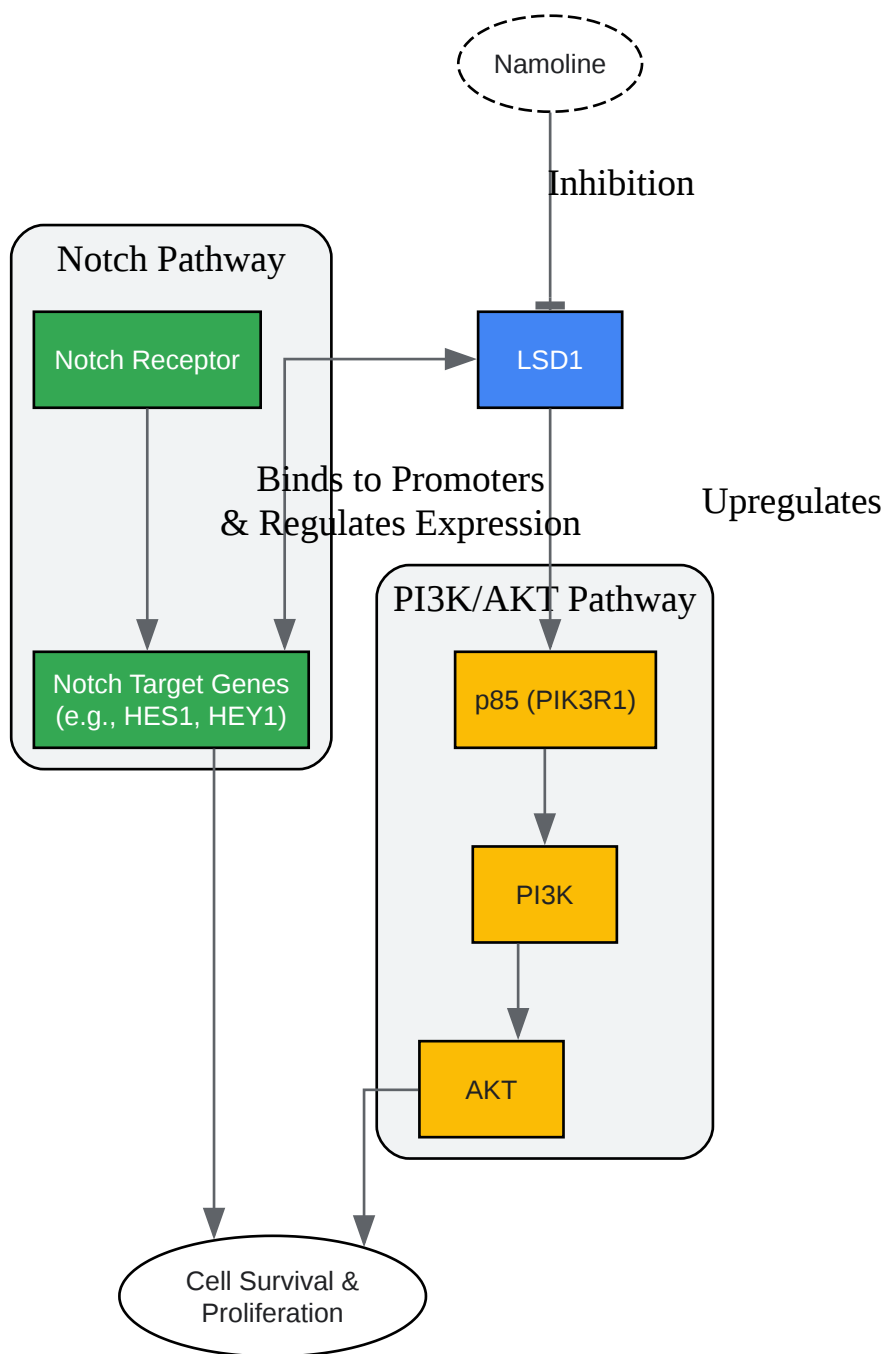 Namoline
Inhibition
Notch Pathway
Notch Receptor
LSD1
Binds to Promoters
& Regulates Expression
Upregulates
PI3K/AKT Pathway
Notch Target Genes
(e.g., HES1, HEY1)
p85 (PIK3R1)
PI3K
AKT
Cell Survival &
Proliferation